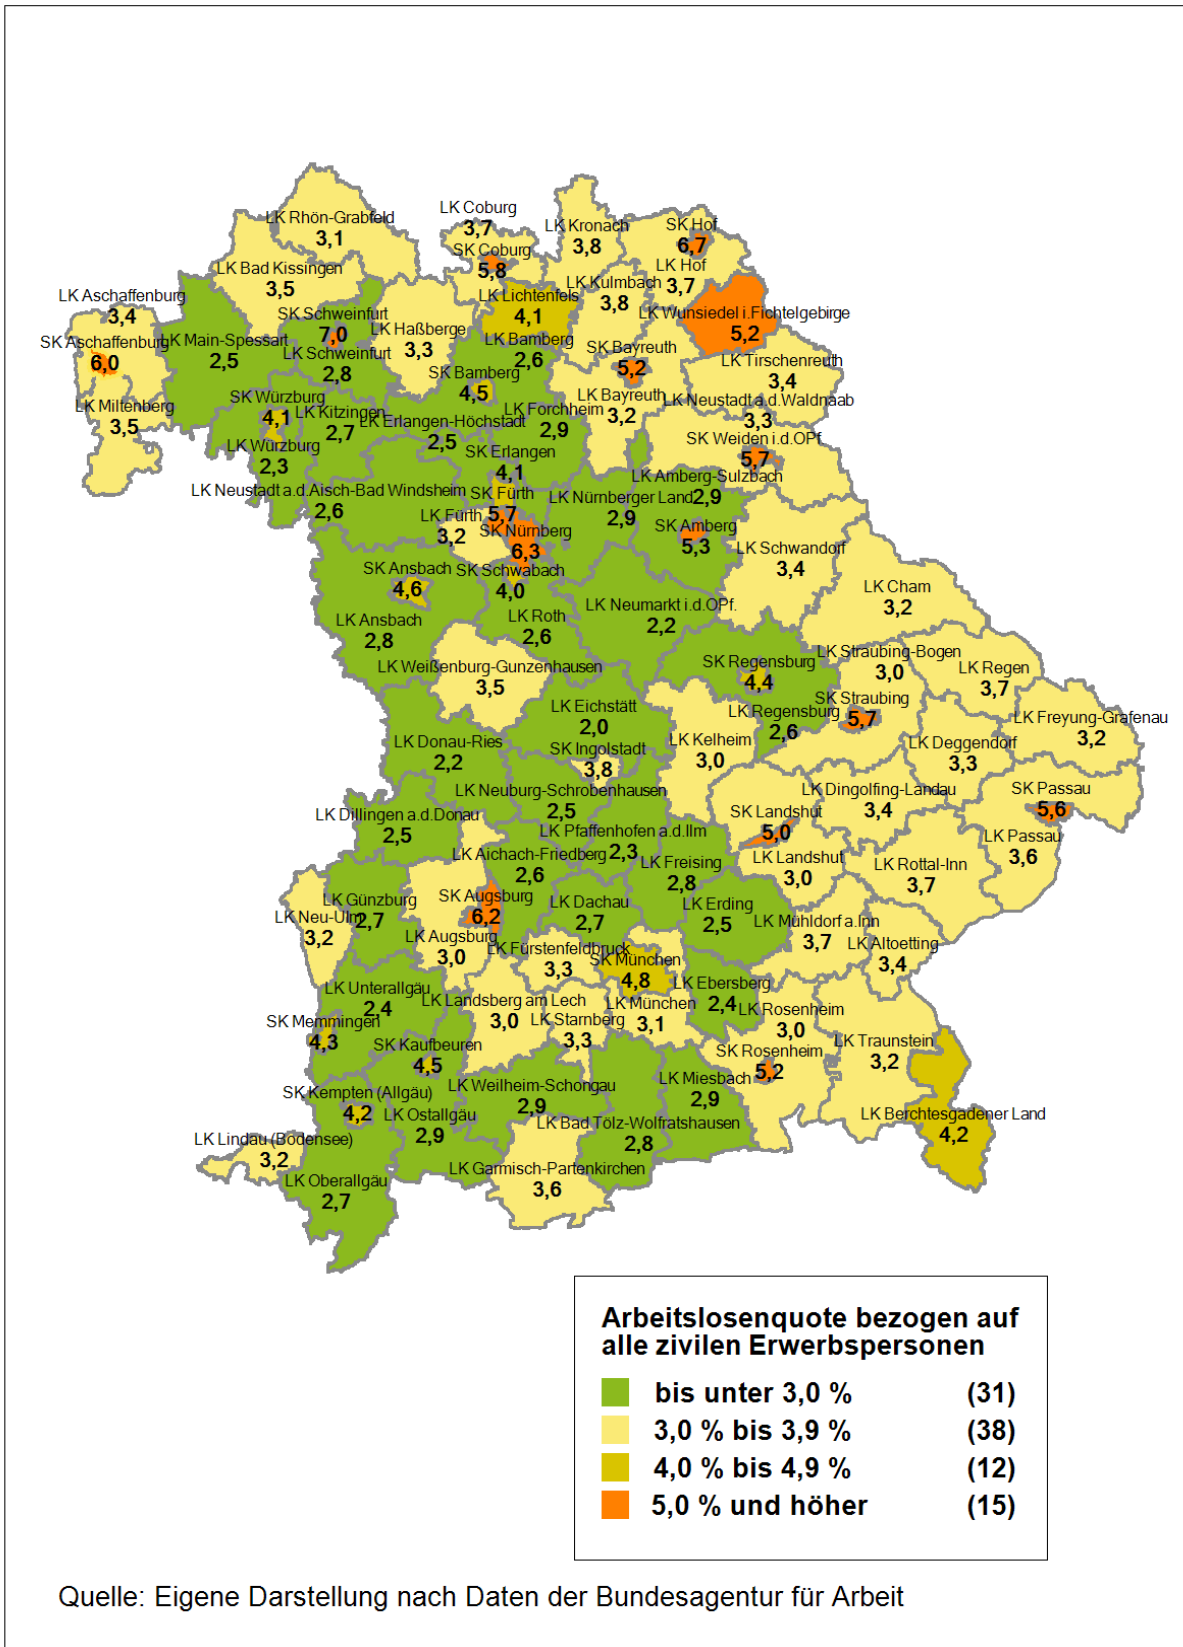 LK Rhön-Grabfeld
3,1
LK Coburg
3,7
SK Coburg
5,8
LK Kronach
3,8
SK Hof
6,7
LK Hof
3,7
LK Bad Kissingen
3,5
LK Kulmbach
3,8
LK Aschaffenburg
3,4
SK Aschaffenburg
6,0
LK Main-Spessart
2,5
SK Schweinfurt
7,0
LK Schweinfurt
2,8
LK Haßberge
3,3
LK Lichtenfels
4,1
LK Bamberg
2,6
LK Wunsiedel i.Fichtelgebirge
5,2
SK Bayreuth
5,2
LK Tirschenreuth
3,4
SK Bamberg
4,5
LK Bayreuth
3,2
LK Neustadt a.d.Waldnaab
3,3
LK Miltenberg
3,5
SK Würzburg
4,1
LK Kitzingen
2,7
LK Erlangen-Höchstadt
2,5
LK Forchheim
2,9
SK Weiden i.d.OPf.
5,7
LK Würzburg
2,3
SK Erlangen
4,1
LK Amberg-Sulzbach
2,9
LK Neustadt a.d.Aisch-Bad Windsheim
2,6
SK Fürth
5,7
LK Nürnberger Land
2,9
LK Fürth
3,2
SK Nürnberg
6,3
SK Amberg
5,3
LK Schwandorf
3,4
SK Ansbach
4,6
SK Schwabach
4,0
LK Cham
3,2
LK Ansbach
2,8
LK Roth
2,6
LK Neumarkt i.d.OPf.
2,2
LK Weißenburg-Gunzenhausen
3,5
SK Regensburg
4,4
LK Straubing-Bogen
3,0
LK Regen
3,7
LK Eichstätt
2,0
LK Regensburg
2,6
SK Straubing
5,7
LK Freyung-Grafenau
3,2
LK Donau-Ries
2,2
SK Ingolstadt
3,8
LK Kelheim
3,0
LK Deggendorf
3,3
LK Neuburg-Schrobenhausen
2,5
LK Dingolfing-Landau
3,4
SK Passau
5,6
LK Dillingen a.d.Donau
2,5
LK Pfaffenhofen a.d.Ilm
2,3
SK Landshut
5,0
LK Passau
3,6
LK Aichach-Friedberg
2,6
LK Freising
2,8
LK Landshut
3,0
LK Rottal-Inn
3,7
LK Günzburg
2,7
SK Augsburg
6,2
LK Dachau
2,7
LK Erding
2,5
LK Neu-Ulm
3,2
LK Augsburg
3,0
LK Fürstenfeldbruck
3,3
LK Mühldorf a.Inn
3,7
LK Altoetting
3,4
SK München
4,8
LK Unterallgäu
2,4
LK Landsberg am Lech
3,0
LK Ebersberg
2,4
LK München
3,1
LK Rosenheim
3,0
SK Memmingen
4,3
LK Starnberg
3,3
SK Kaufbeuren
4,5
SK Rosenheim
5,2
LK Traunstein
3,2
SK Kempten (Allgäu)
4,2
LK Weilheim-Schongau
2,9
LK Miesbach
2,9
LK Ostallgäu
2,9
LK Bad Tölz-Wolfratshausen
2,8
LK Berchtesgadener Land
4,2
LK Lindau (Bodensee)
3,2
LK Oberallgäu
2,7
LK Garmisch-Partenkirchen
3,6
Arbeitslosenquote bezogen auf
alle zivilen Erwerbspersonen
bis unter 3,0 % (31)
3,0 % bis 3,9 % (38)
4,0 % bis 4,9 % (12)
5,0 % und höher (15)
Quelle: Eigene Darstellung nach Daten der Bundesagentur für Arbeit